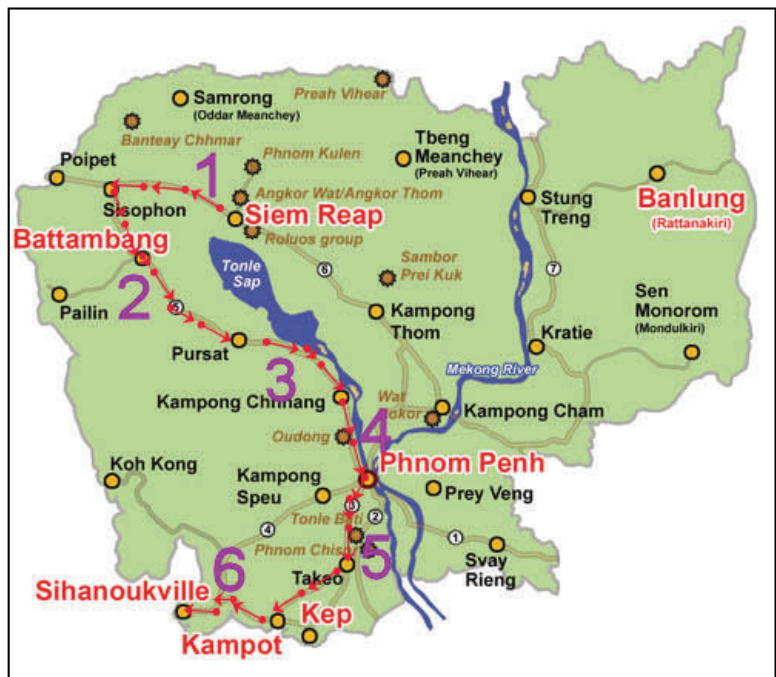 Preah Vihear
Samrong
(Oddar Meanchey)
Banteay Chhmar
Tbeng
Meanchey
(Preah Vihear)
Poipet
1
Phnom Kulen
Banlung
(Rattanakiri)
Angkor Wat/Angkor Thom
Sisophon
Siem Reap
Stung
Treng
Roluos group
Battambang
Tonle
Sap
6
Sambor
Prei Kuk
7
2
Pailin
5
Kampong
Thom
Sen
Monorom
(Mondulkiri)
Pursat
Kratie
3
Mekong River
Kampong Chhnang
Wat
Kampong Cham
4
Oudong
Koh Kong
Phnom Penh
Kampong
Speu
Prey Veng
3
Tonle Bati
2
4
1
Phnom Chisor
5
Svay
Rieng
6
Takeo
Sihanoukville
Kep
Kampot